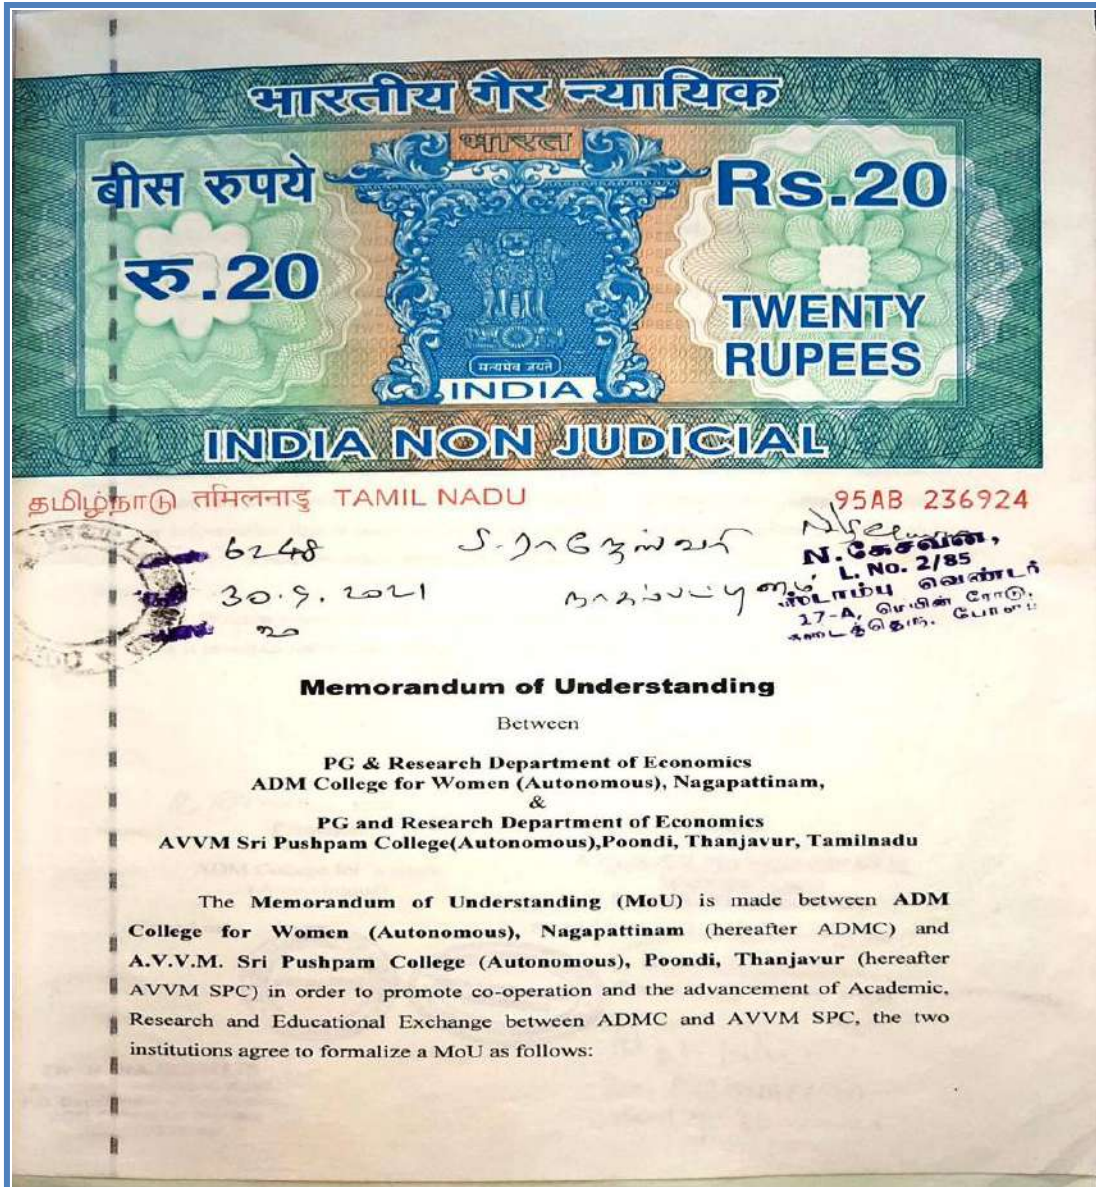 भारतीय गैर न्यायिक
भारत
बीस रुपये
रु.20
Rs.20
TWENTY
RUPEES
सत्यमेव जयते
INDIA
INDIA NON JUDICIAL
தமிழ்நாடு तमिलनाडु TAMIL NADU
95AB 236924
6248
30.9.2021
20
S. ராஜேஸ்வரி
நாகப்பட்டினம்
N. கேசவன்,
L. No. 2/85
ஸ்டாம்பு வெண்டர்
17-A, மெயின் ரோடு,
Memorandum of Understanding
Between
PG & Research Department of Economics
ADM College for Women (Autonomous), Nagapattinam,
&
PG and Research Department of Economics
AVVM Sri Pushpam College(Autonomous),Poondi, Thanjavur, Tamilnadu
The Memorandum of Understanding (MoU) is made between ADM
College for Women (Autonomous), Nagapattinam (hereafter ADMC) and
A.V.V.M. Sri Pushpam College (Autonomous), Poondi, Thanjavur (hereafter
AVVM SPC) in order to promote co-operation and the advancement of Academic,
Research and Educational Exchange between ADMC and AVVM SPC, the two
institutions agree to formalize a MoU as follows: